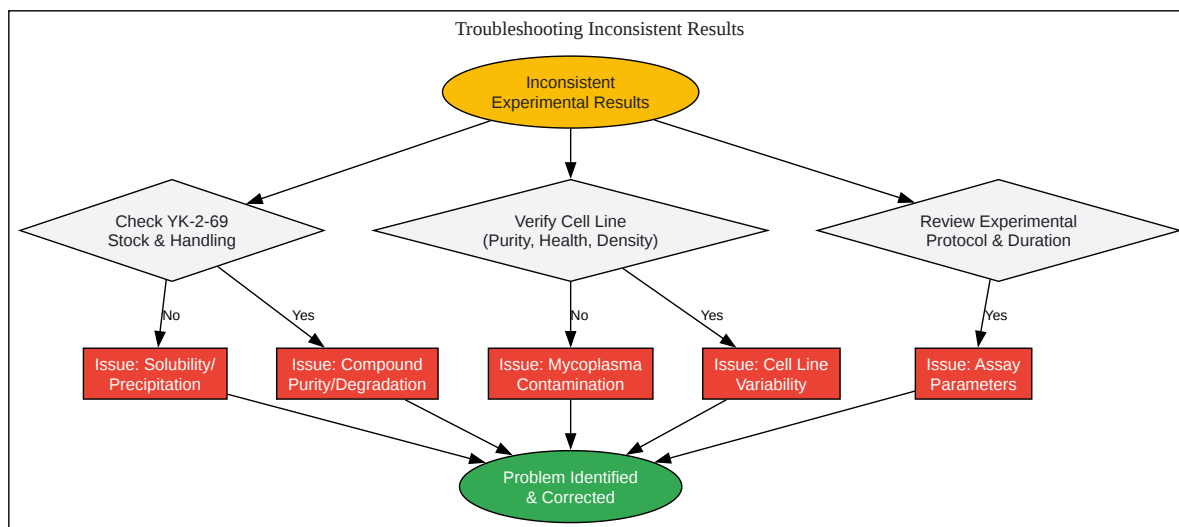 Troubleshooting Inconsistent Results
Inconsistent
Experimental Results
Check YK-2-69
Stock & Handling
Verify Cell Line
(Purity, Health, Density)
Review Experimental
Protocol & Duration
No
Yes
No
Yes
Yes
Issue: Solubility/
Precipitation
Issue: Compound
Purity/Degradation
Issue: Mycoplasma
Contamination
Issue: Cell Line
Variability
Issue: Assay
Parameters
Problem Identified
& Corrected